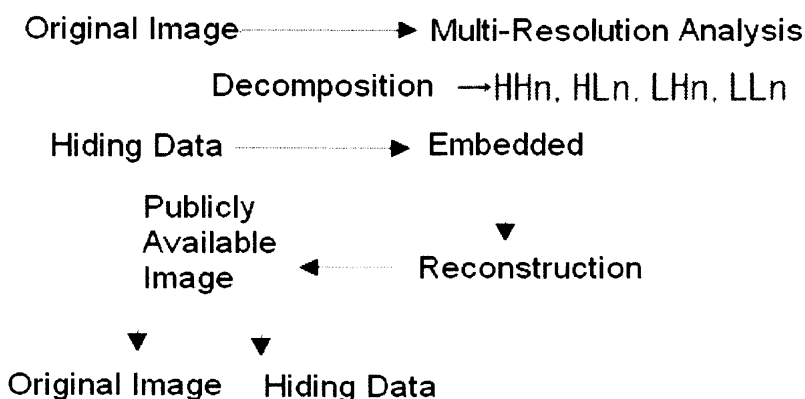 Original Image Multi-Resolution Analysis
Decomposition HHn, HLn, LHn, LLn
Hiding Data Embedded
Publicly
Available
Image
Reconstruction
Original Image Hiding Data